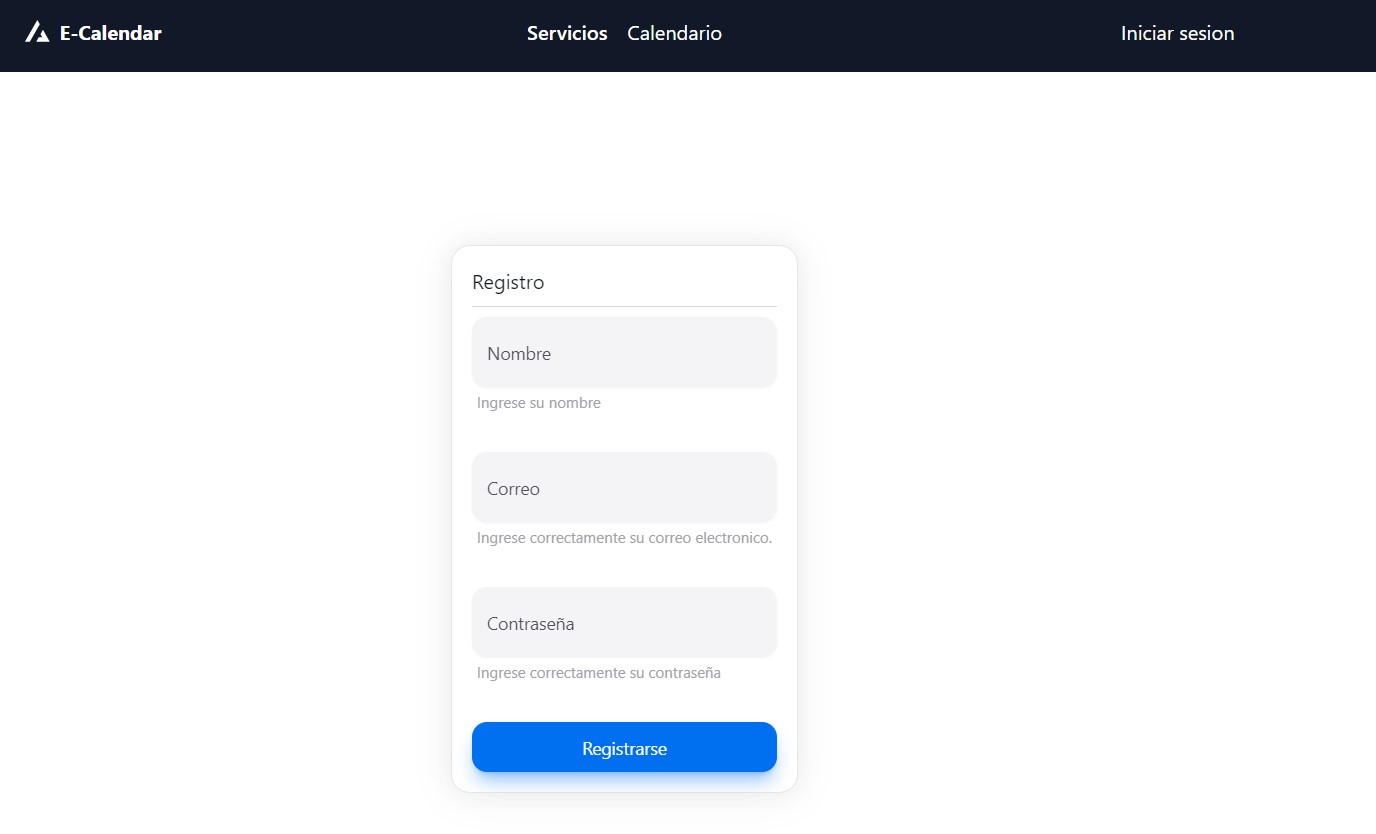 E-Calendar
Servicios
Calendario
Iniciar sesion
Registro
Nombre
Ingrese su nombre
Correo
Ingrese correctamente su correo electronico.
Contraseña
Ingrese correctamente su contraseña
Registrarse